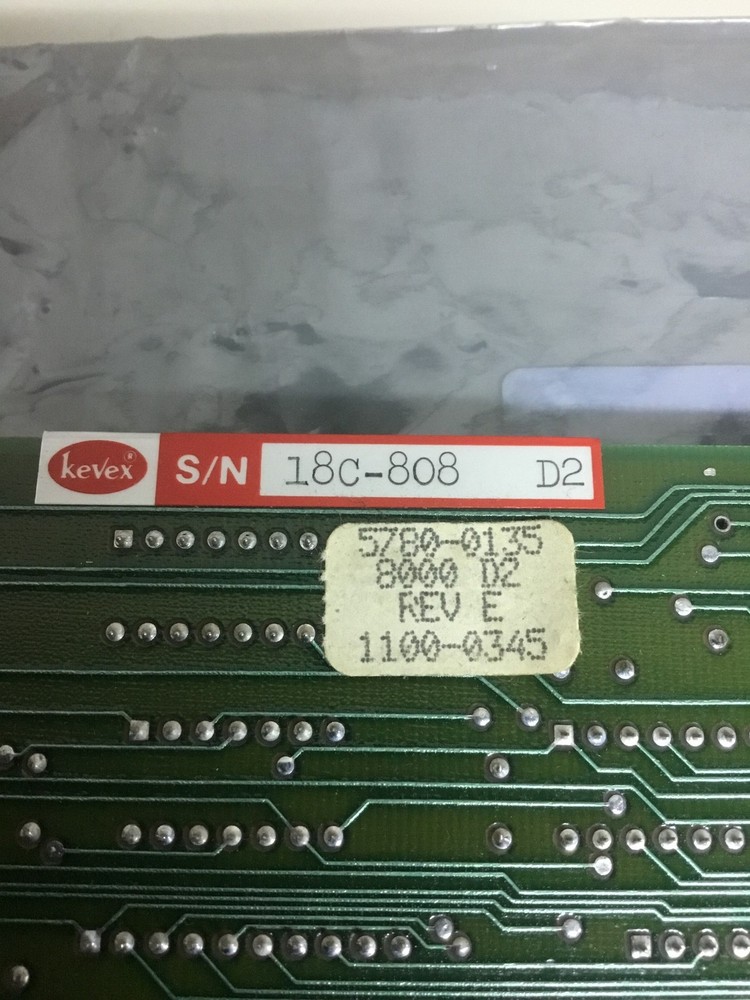 kevex® S/N 18C-808 D2
5780-0135
8000 D2
REV E
1100-0345